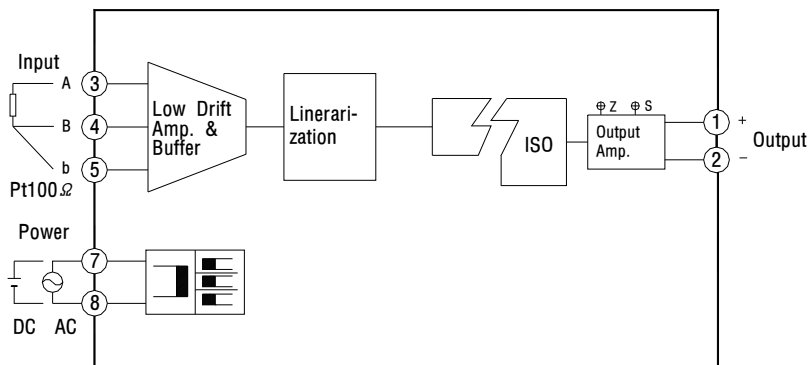 Input
A
3
B
4
b
5
Pt100Ω
Low Drift
Amp. &
Buffer
Linerari-
zation
ISO
Z
S
Output
Amp.
1
+
2
−
Output
Power
7
8
DC
AC